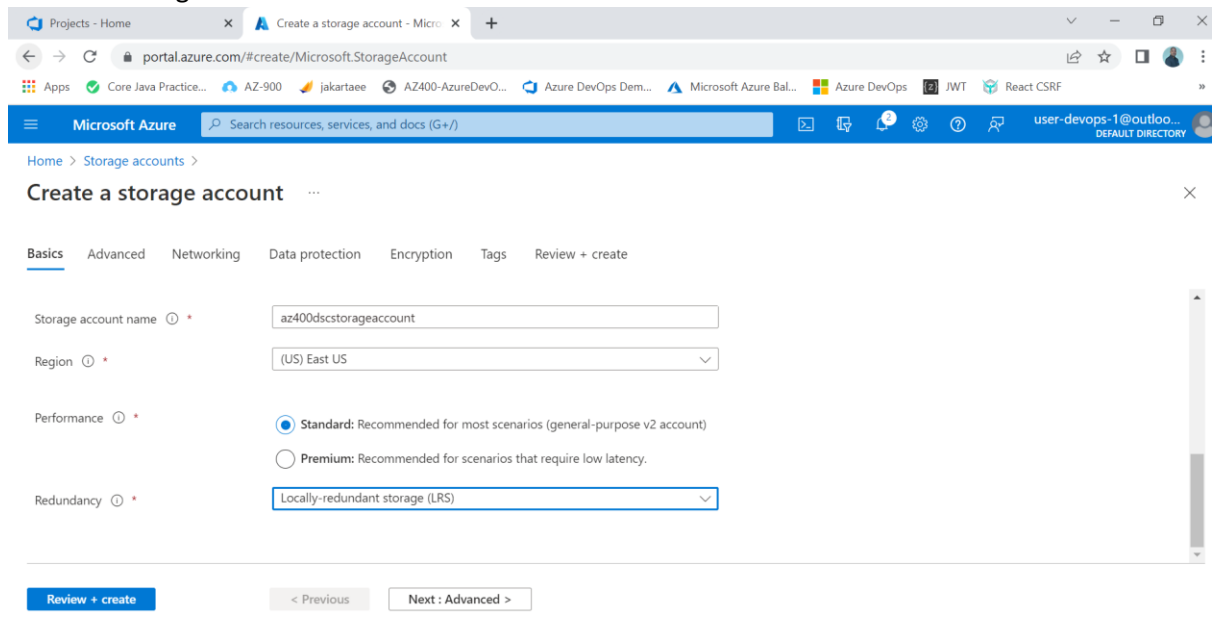 Projects - Home
Create a storage account - Micro
portal.azure.com/#create/Microsoft.StorageAccount
Apps Core Java Practice... AZ-900 jakartaee AZ400-AzureDevO... Azure DevOps Dem... Microsoft Azure Bal... Azure DevOps {z} JWT React CSRF »
Microsoft Azure Search resources, services, and docs (G+/) 2 user-devops-1@outloo...
DEFAULT DIRECTORY
Home > Storage accounts >
Create a storage account ...
Basics Advanced Networking Data protection Encryption Tags Review + create
Storage account name * az400dscstorageaccount
Region * (US) East US
Performance * Standard: Recommended for most scenarios (general-purpose v2 account)
Premium: Recommended for scenarios that require low latency.
Redundancy * Locally-redundant storage (LRS)
Review + create < Previous Next : Advanced >